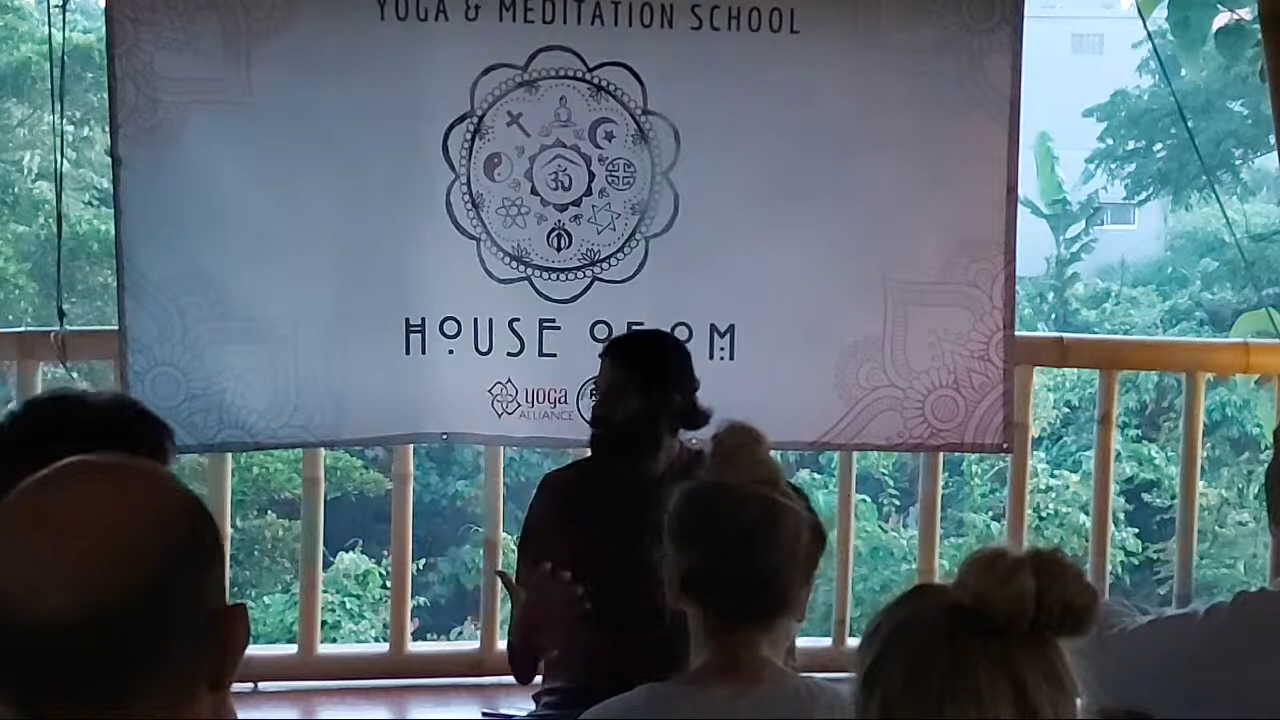 YOGA & MEDITATION SCHOOL
ॐ
HOUSE OF OM
yoga
ALLIANCE